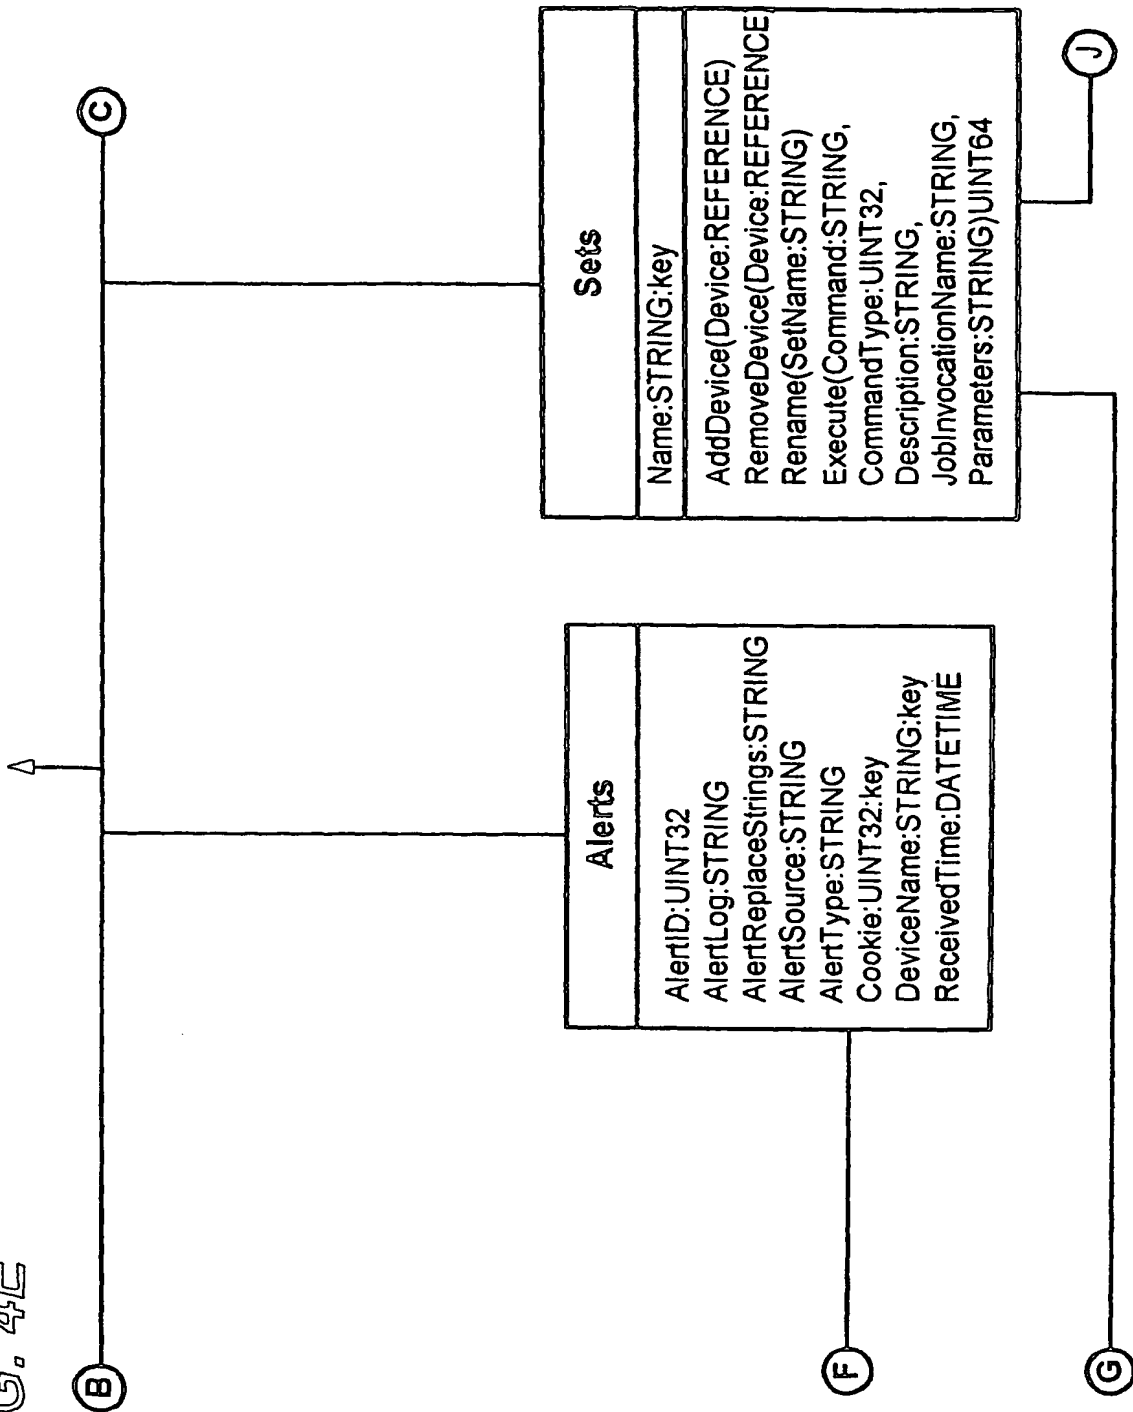 G. 4E
B
C
Alerts
AlertID:UINT32
AlertLog:STRING
AlertReplaceStrings:STRING
AlertSource:STRING
AlertType:STRING
Cookie:UINT32:key
DeviceName:STRING:key
ReceivedTime:DATETIME
Sets
Name:STRING:key
AddDevice(Device:REFERENCE)
RemoveDevice(Device:REFERENCE
Rename(SetName:STRING)
Execute(Command:STRING,
CommandType:UINT32,
Description:STRING,
JobInvocationName:STRING,
Parameters:STRING)UINT64
F
G
J